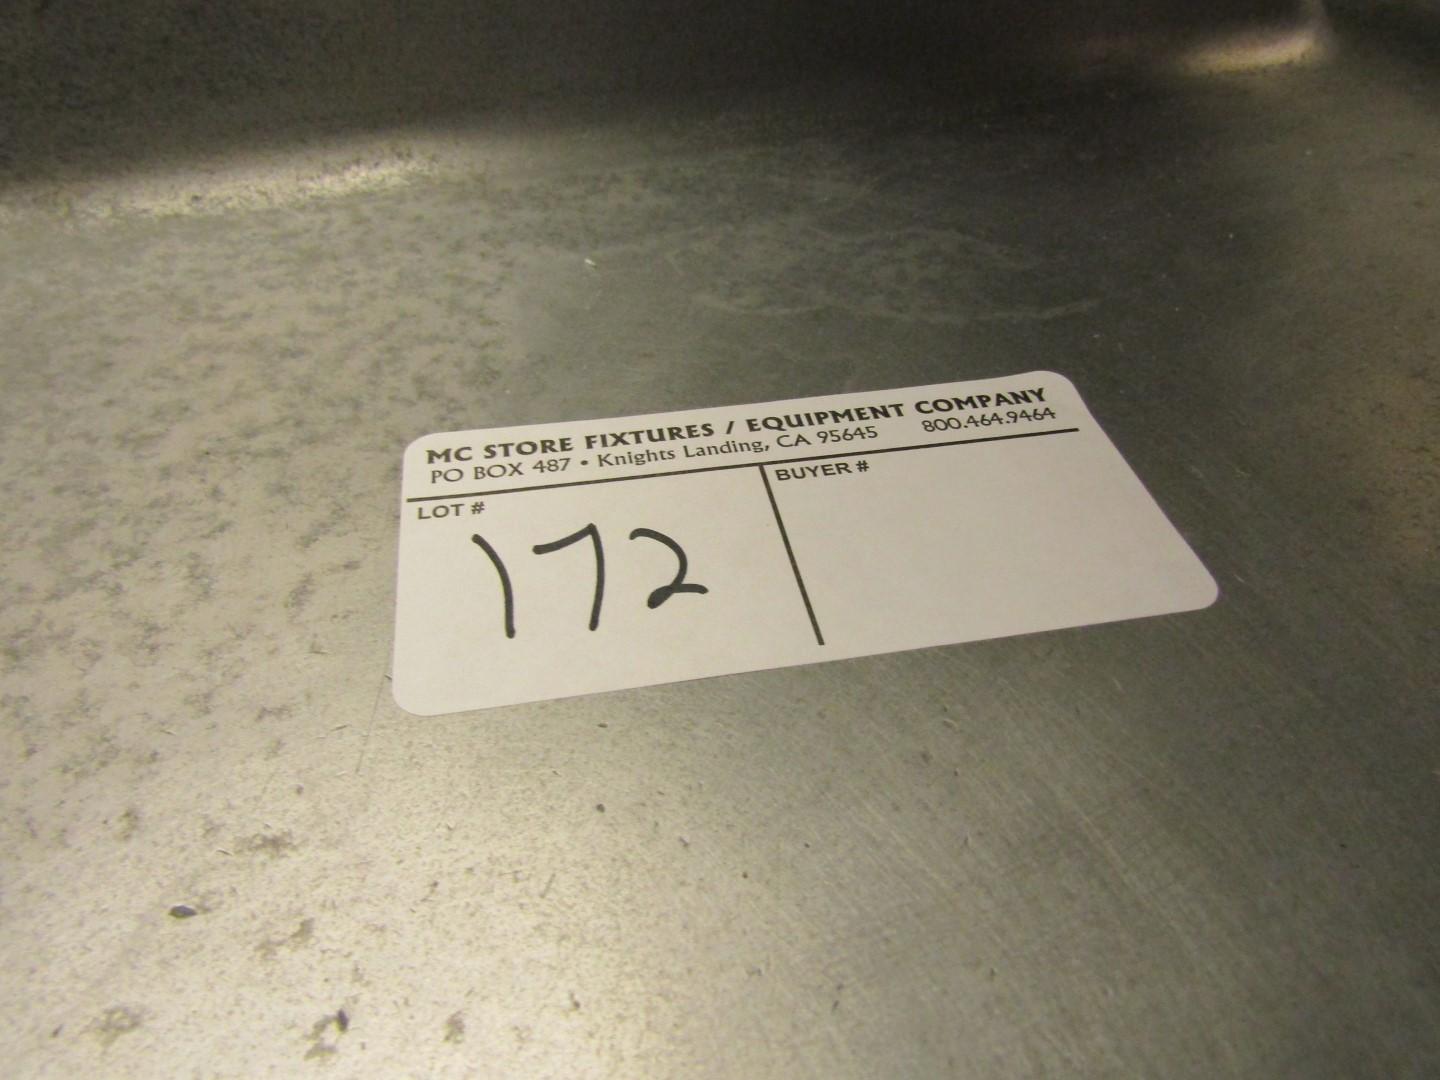 MC STORE FIXTURES / EQUIPMENT COMPANY
PO BOX 487 • Knights Landing, CA 95645 800.464.9464
LOT #
172
BUYER #